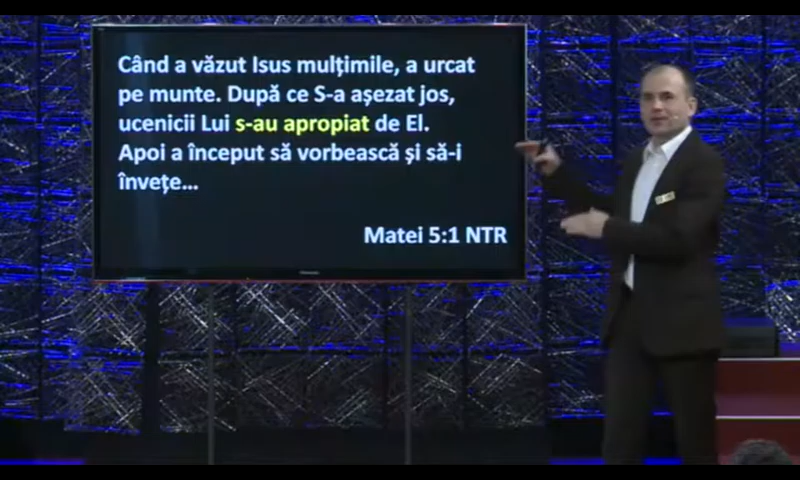 Când a văzut Isus mulțimile, a urcat
pe munte. După ce S-a așezat jos,
ucenicii Lui s-au apropiat de El.
Apoi a început să vorbească și să-i
învețe...
Matei 5:1 NTR